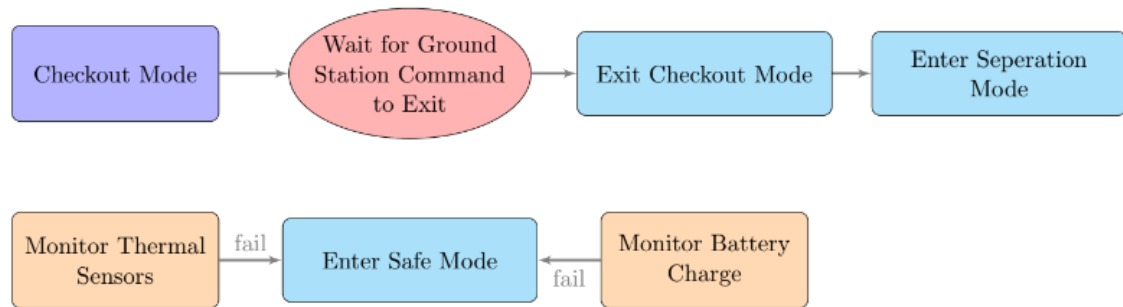 Checkout Mode
Wait for Ground
Station Command
to Exit
Exit Checkout Mode
Enter Seperation
Mode
Monitor Thermal
Sensors
fail
Enter Safe Mode
fail
Monitor Battery
Charge